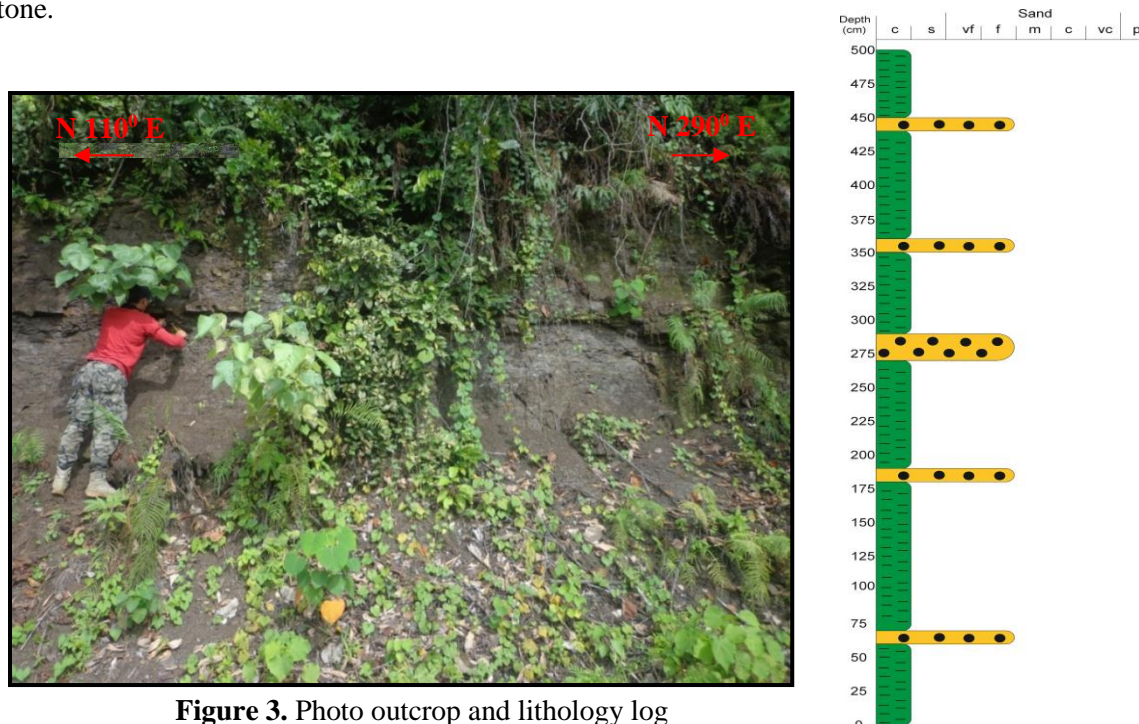 tone.
N 110⁰ E
N 290⁰ E
Figure 3. Photo outcrop and lithology log
Sand
Depth
(cm)
c s vf f m c vc p
500
475
450
425
400
375
350
325
300
275
250
225
200
175
150
125
100
75
50
25
0